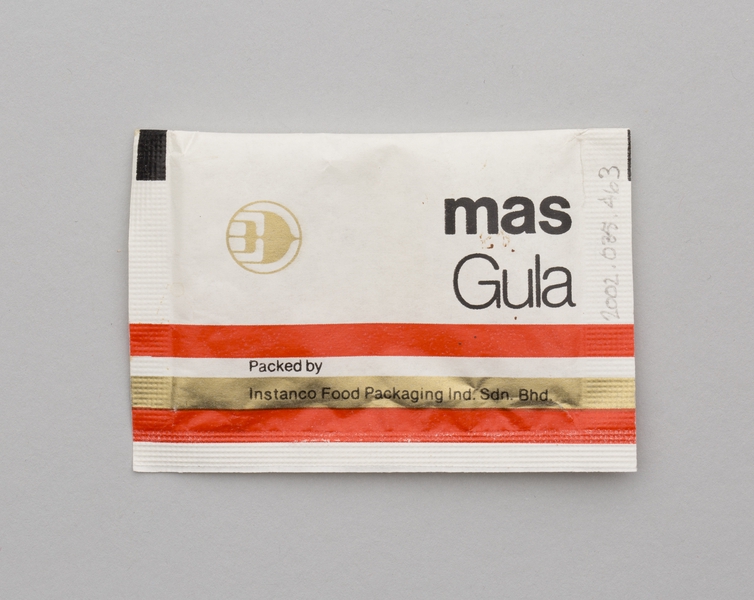 mas
Gula
Packed by
Instanco Food Packaging Ind. Sdn. Bhd.
2002.035.463